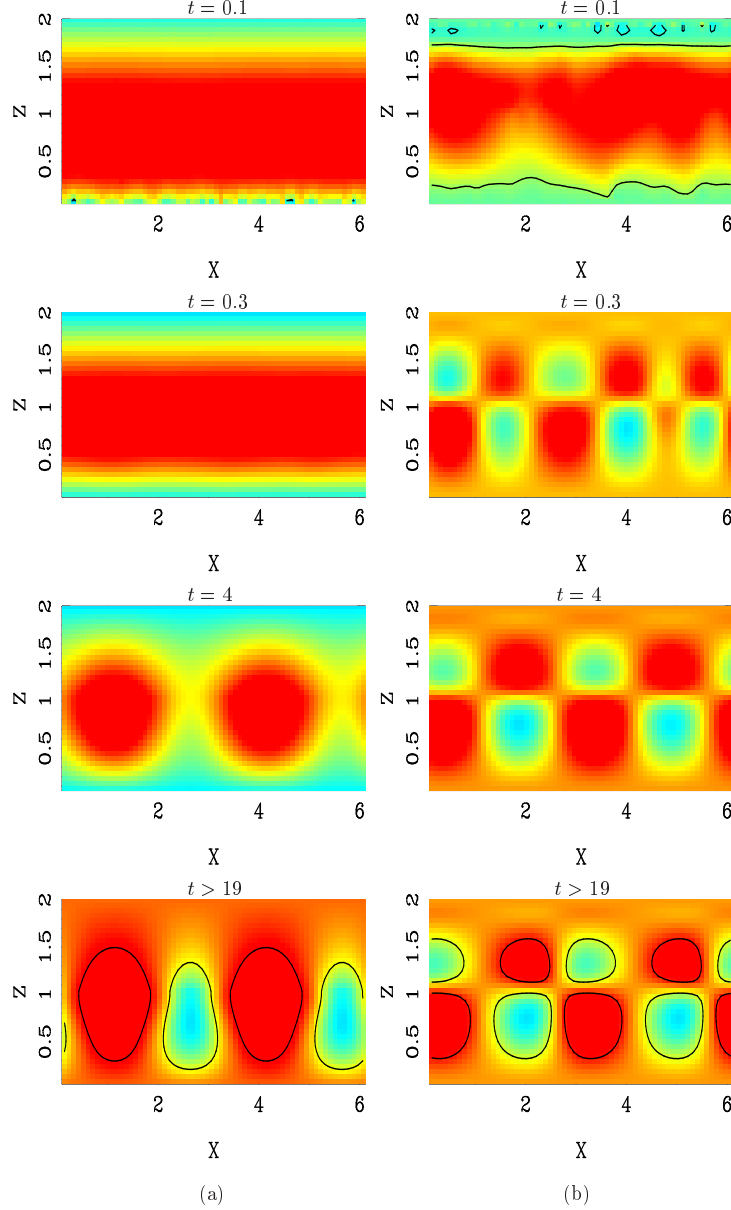 t = 0.1 t = 0.1
2 2
1.5 1.5
Z 1 Z 1
0.5 0.5
2 4 6 2 4 6
X X
t = 0.3 t = 0.3
2 2
1.5 1.5
Z 1 Z 1
0.5 0.5
2 4 6 2 4 6
X X
t = 4 t = 4
2 2
1.5 1.5
Z 1 Z 1
0.5 0.5
2 4 6 2 4 6
X X
t > 19 t > 19
2 2
1.5 1.5
Z 1 Z 1
0.5 0.5
2 4 6 2 4 6
X X
(a) (b)